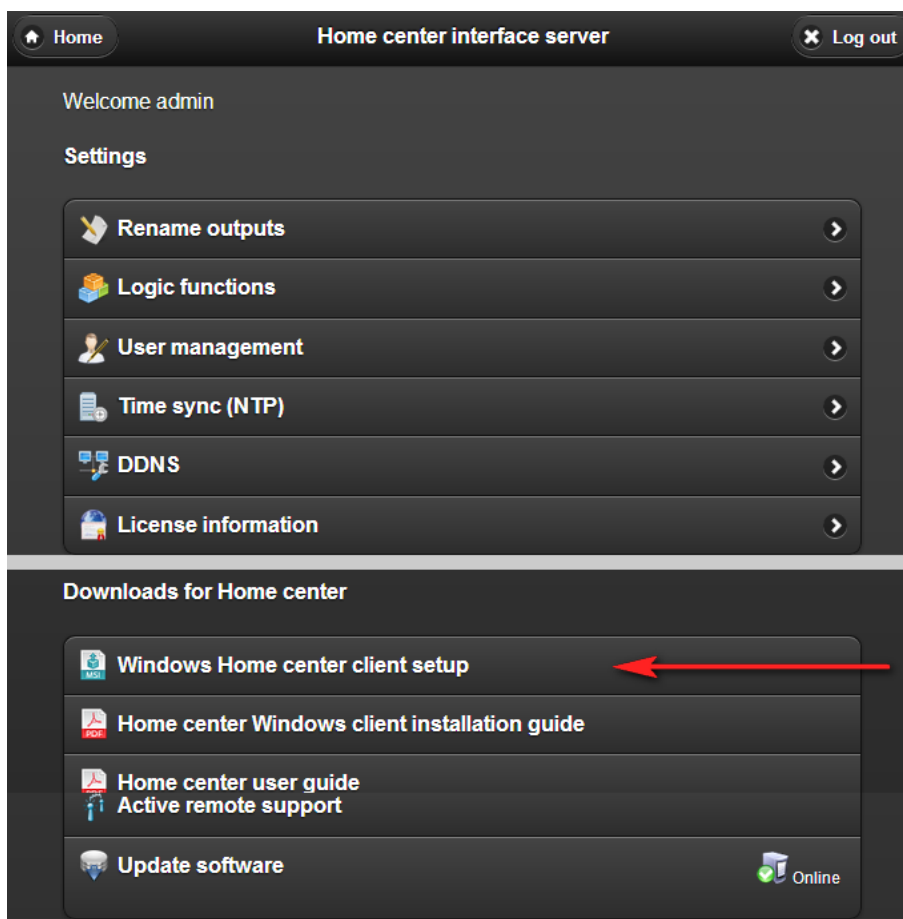 Home
Home center interface server
Log out
Welcome admin
Settings
Rename outputs
Logic functions
User management
Time sync (NTP)
DDNS
License information
Downloads for Home center
MSI
Windows Home center client setup
PDF
Home center Windows client installation guide
Home center user guide
Active remote support
Update software
Online